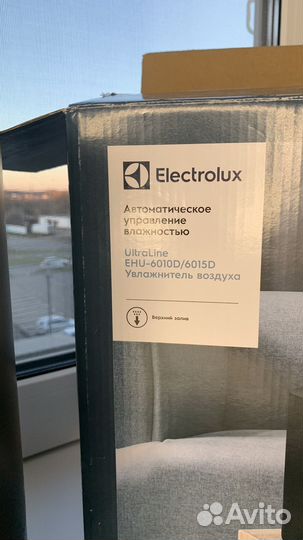 Electrolux
Автоматическое
управление
влажностью
UltraLine
EHU-6010D/6015D
Увлажнитель воздуха
Верхний залив
Avito